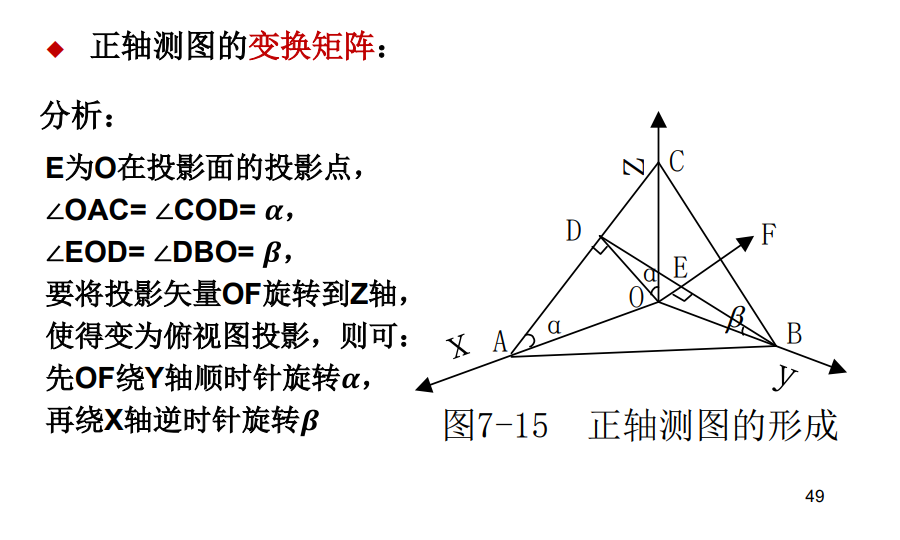 正轴测图的变换矩阵：
分析：
E为O在投影面的投影点，
∠OAC= ∠COD= α，
∠EOD= ∠DBO= β，
要将投影矢量OF旋转到Z轴，
使得变为俯视图投影，则可：
先OF绕Y轴顺时针旋转α，
再绕X轴逆时针旋转β
Z
C
D
F
α
E
O
β
X
A
α
B
y
图7-15 正轴测图的形成
49